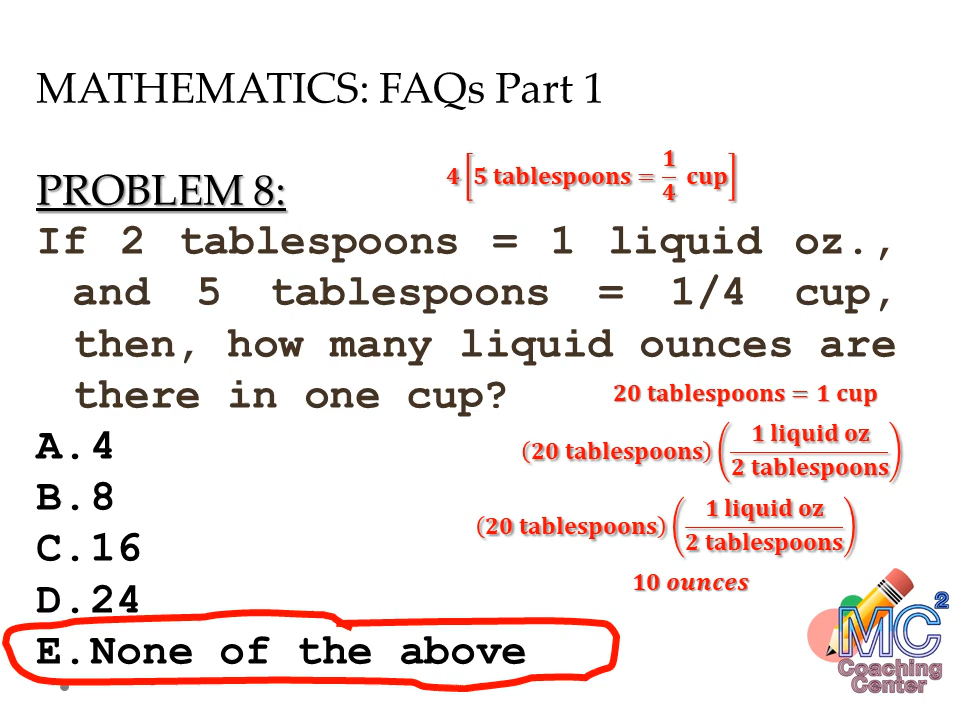 MATHEMATICS: FAQs Part 1
PROBLEM 8:
4 [5 tablespoons = 1/4 cup]
If 2 tablespoons = 1 liquid oz.,
and 5 tablespoons = 1/4 cup,
then, how many liquid ounces are
there in one cup?
20 tablespoons = 1 cup
A.4
(20 tablespoons) (1 liquid oz / 2 tablespoons)
B.8
(20 tablespoons) (1 liquid oz / 2 tablespoons)
C.16
10 ounces
D.24
E.None of the above
MC2
Coaching
Center